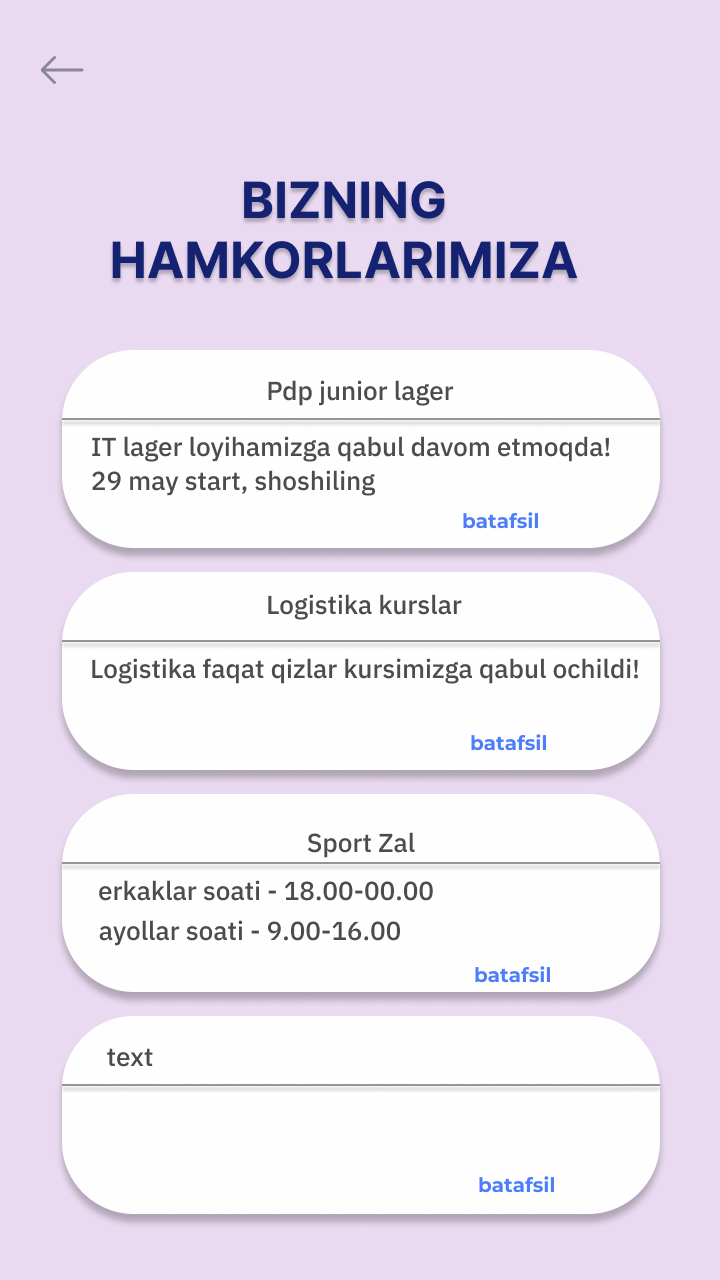 BIZNING
HAMKORLARIMIZA
Pdp junior lager
IT lager loyihamizga qabul davom etmoqda!
29 may start, shoshiling
batafsil
Logistika kurslar
Logistika faqat qizlar kursimizga qabul ochildi!
batafsil
Sport Zal
erkaklar soati - 18.00-00.00
ayollar soati - 9.00-16.00
batafsil
text
batafsil